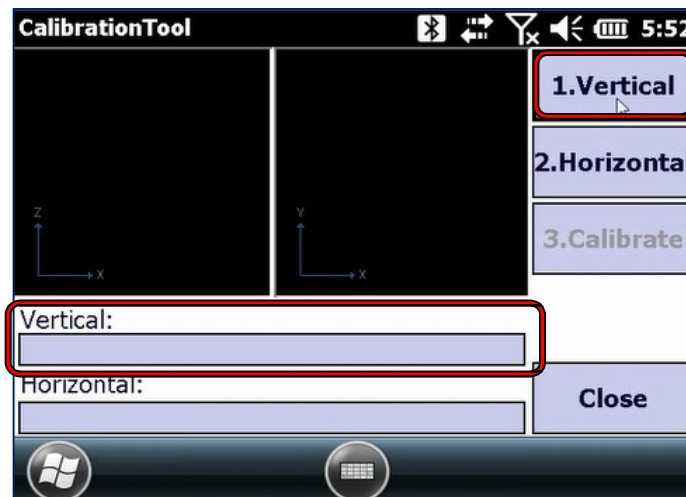 CalibrationTool 5:52
Z
X
Y
X
1.Vertical
2.Horizonta
3.Calibrate
Vertical:
Horizontal:
Close